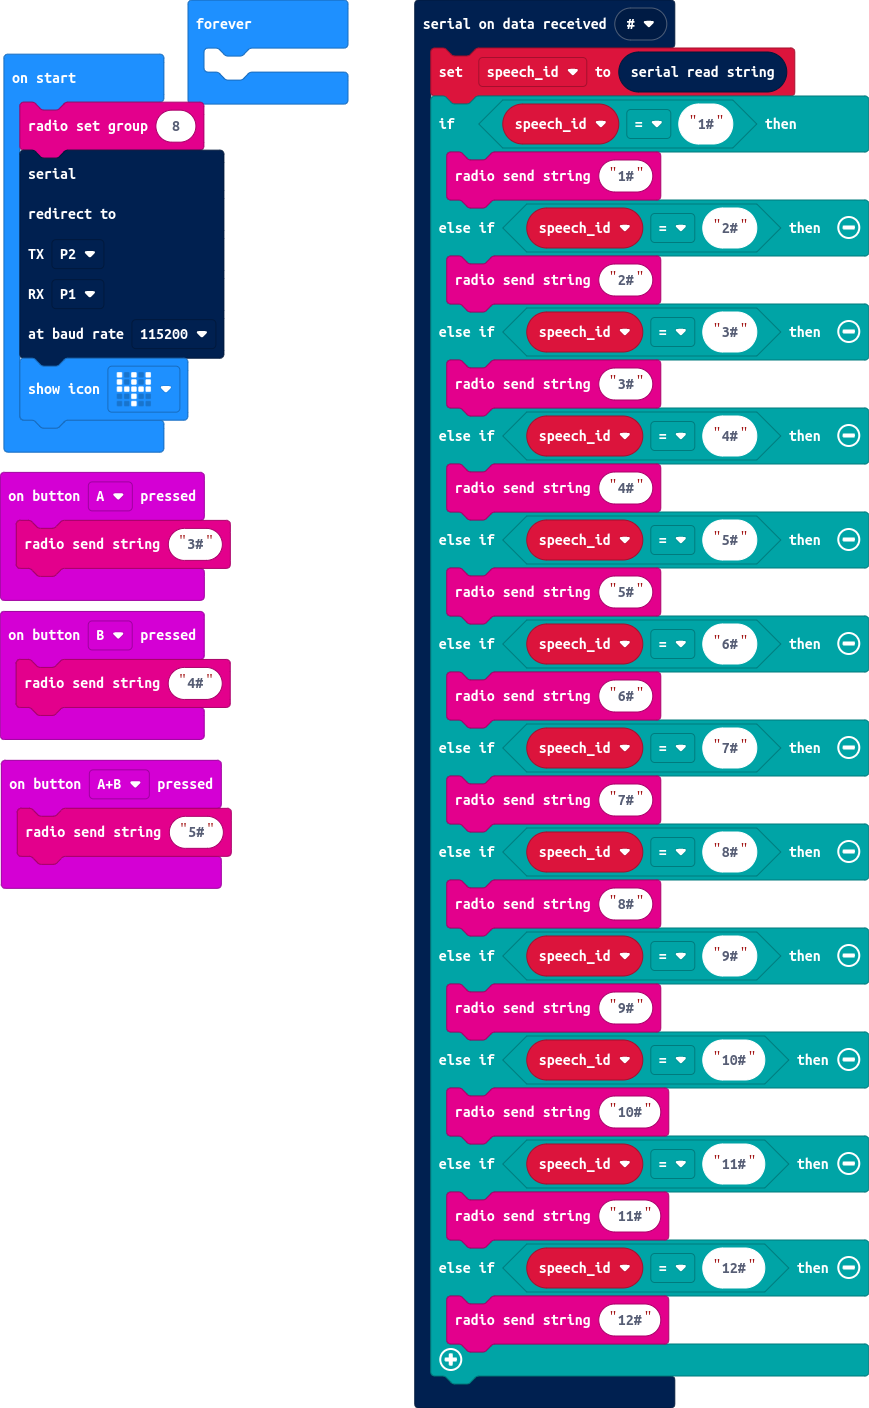 forever
on start
radio set group 8
serial
redirect to
TX P2
RX P1
at baud rate 115200
show icon
on button A pressed
radio send string "3#"
on button B pressed
radio send string "4#"
on button A+B pressed
radio send string "5#"
serial on data received #
set speech_id to serial read string
if speech_id = "1#" then
radio send string "1#"
else if speech_id = "2#" then
radio send string "2#"
else if speech_id = "3#" then
radio send string "3#"
else if speech_id = "4#" then
radio send string "4#"
else if speech_id = "5#" then
radio send string "5#"
else if speech_id = "6#" then
radio send string "6#"
else if speech_id = "7#" then
radio send string "7#"
else if speech_id = "8#" then
radio send string "8#"
else if speech_id = "9#" then
radio send string "9#"
else if speech_id = "10#" then
radio send string "10#"
else if speech_id = "11#" then
radio send string "11#"
else if speech_id = "12#" then
radio send string "12#"